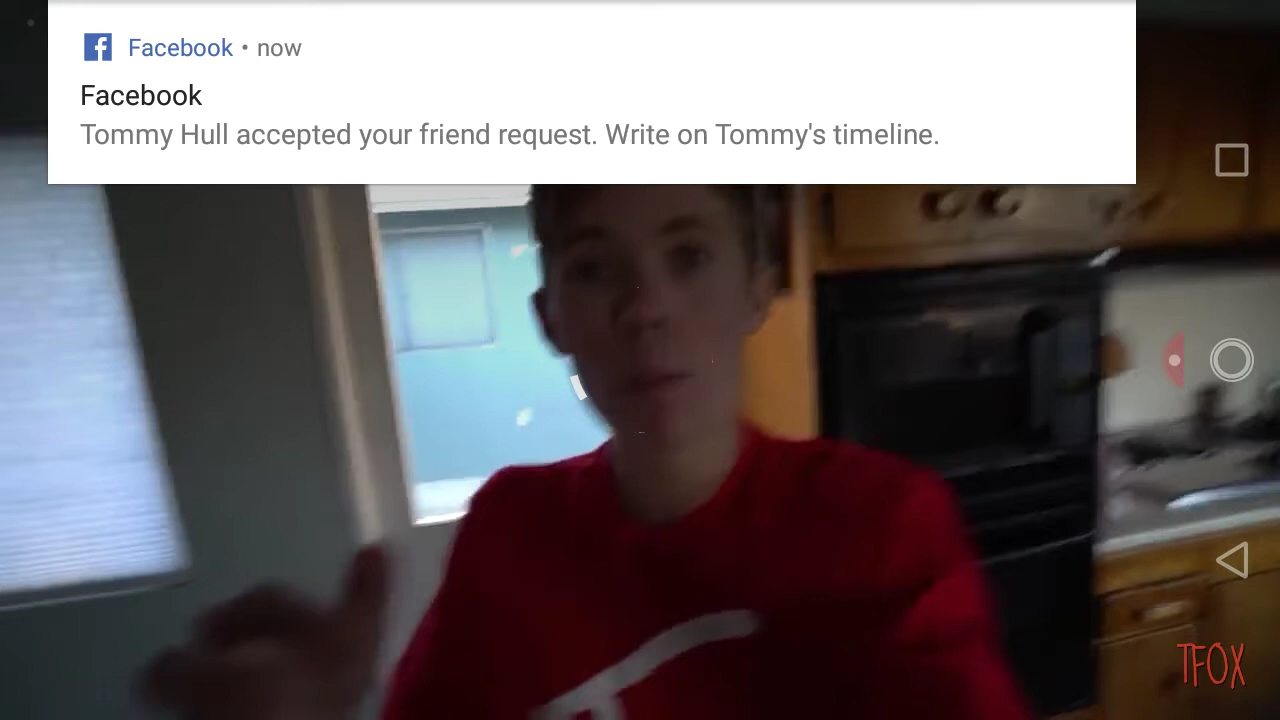 Facebook • now
Facebook
Tommy Hull accepted your friend request. Write on Tommy's timeline.
TFOX